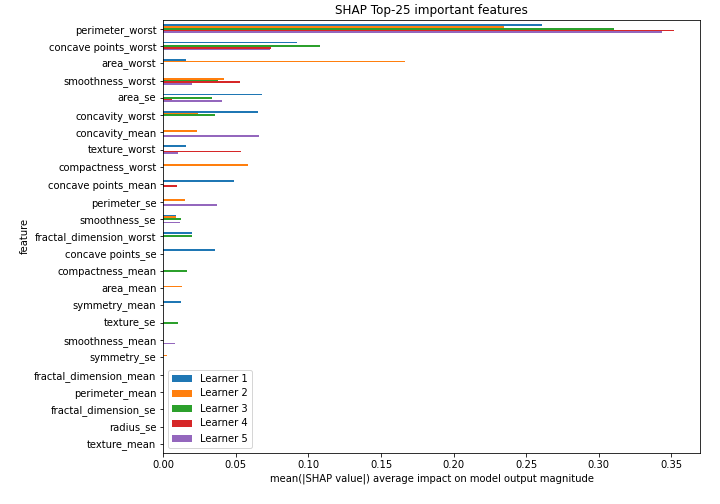 SHAP Top-25 important features
perimeter_worst
concave points_worst
area_worst
smoothness_worst
area_se
concavity_worst
concavity_mean
texture_worst
compactness_worst
concave points_mean
perimeter_se
smoothness_se
fractal_dimension_worst
concave points_se
compactness_mean
area_mean
symmetry_mean
texture_se
smoothness_mean
symmetry_se
fractal_dimension_mean
perimeter_mean
fractal_dimension_se
radius_se
texture_mean
feature
Learner 1
Learner 2
Learner 3
Learner 4
Learner 5
0.00 0.05 0.10 0.15 0.20 0.25 0.30 0.35
mean(|SHAP value|) average impact on model output magnitude